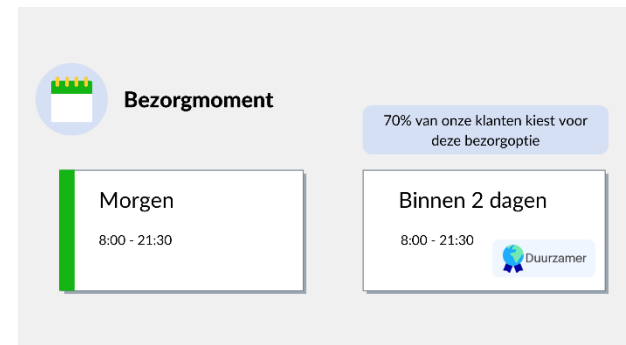 Bezorgmoment
70% van onze klanten kiest voor
deze bezorgoptie
Morgen
8:00 - 21:30
Binnen 2 dagen
8:00 - 21:30
Duurzamer